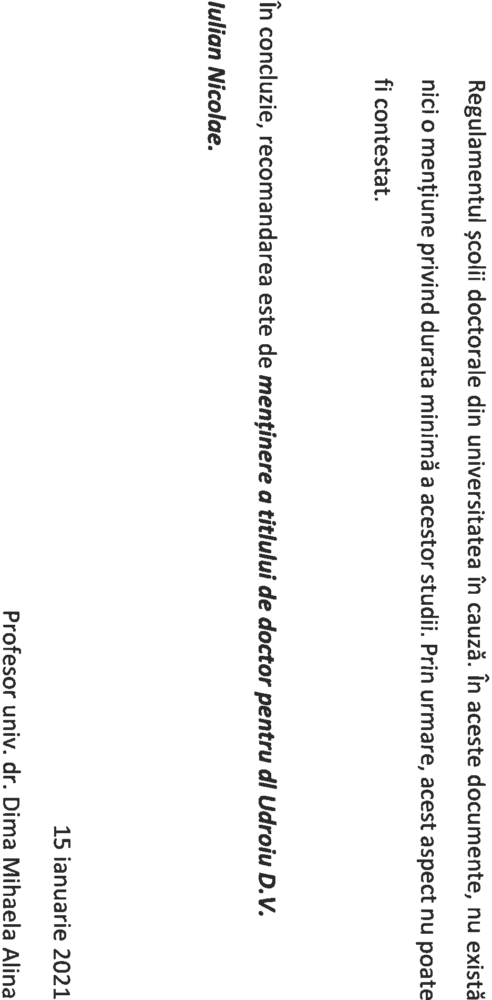 Regulamentul școlii doctorale din universitatea în cauză. În aceste documente, nu există
nici o mențiune privind durata minimă a acestor studii. Prin urmare, acest aspect nu poate
fi contestat.
În concluzie, recomandarea este de menținere a titlului de doctor pentru dl Udroiu D.V.
Iulian Nicolae.
15 ianuarie 2021
Profesor univ. dr. Dima Mihaela Alina